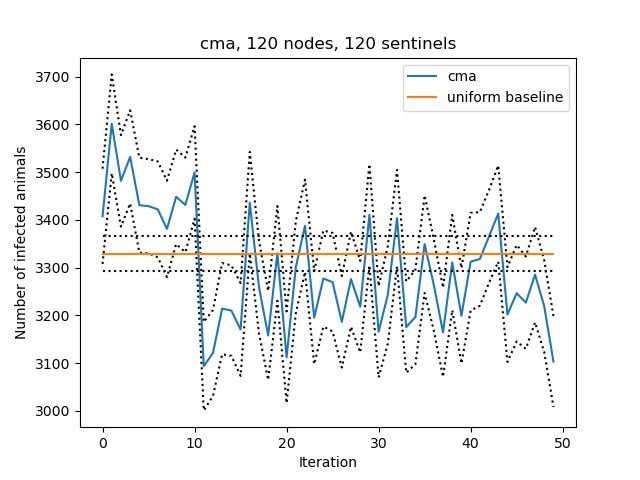 cma, 120 nodes, 120 sentinels
cma
uniform baseline
Number of infected animals
3700
3600
3500
3400
3300
3200
3100
3000
0 10 20 30 40 50
Iteration